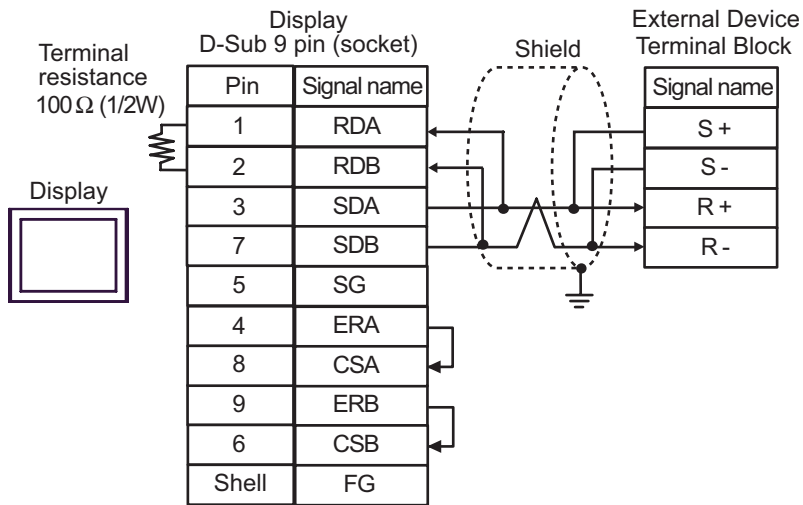 Display
D-Sub 9 pin (socket)
Terminal
resistance
100 Ω (1/2W)
Shield
External Device
Terminal Block
Display
Pin Signal name
1 RDA
2 RDB
3 SDA
7 SDB
5 SG
4 ERA
8 CSA
9 ERB
6 CSB
Shell FG
Signal name
S +
S -
R +
R -